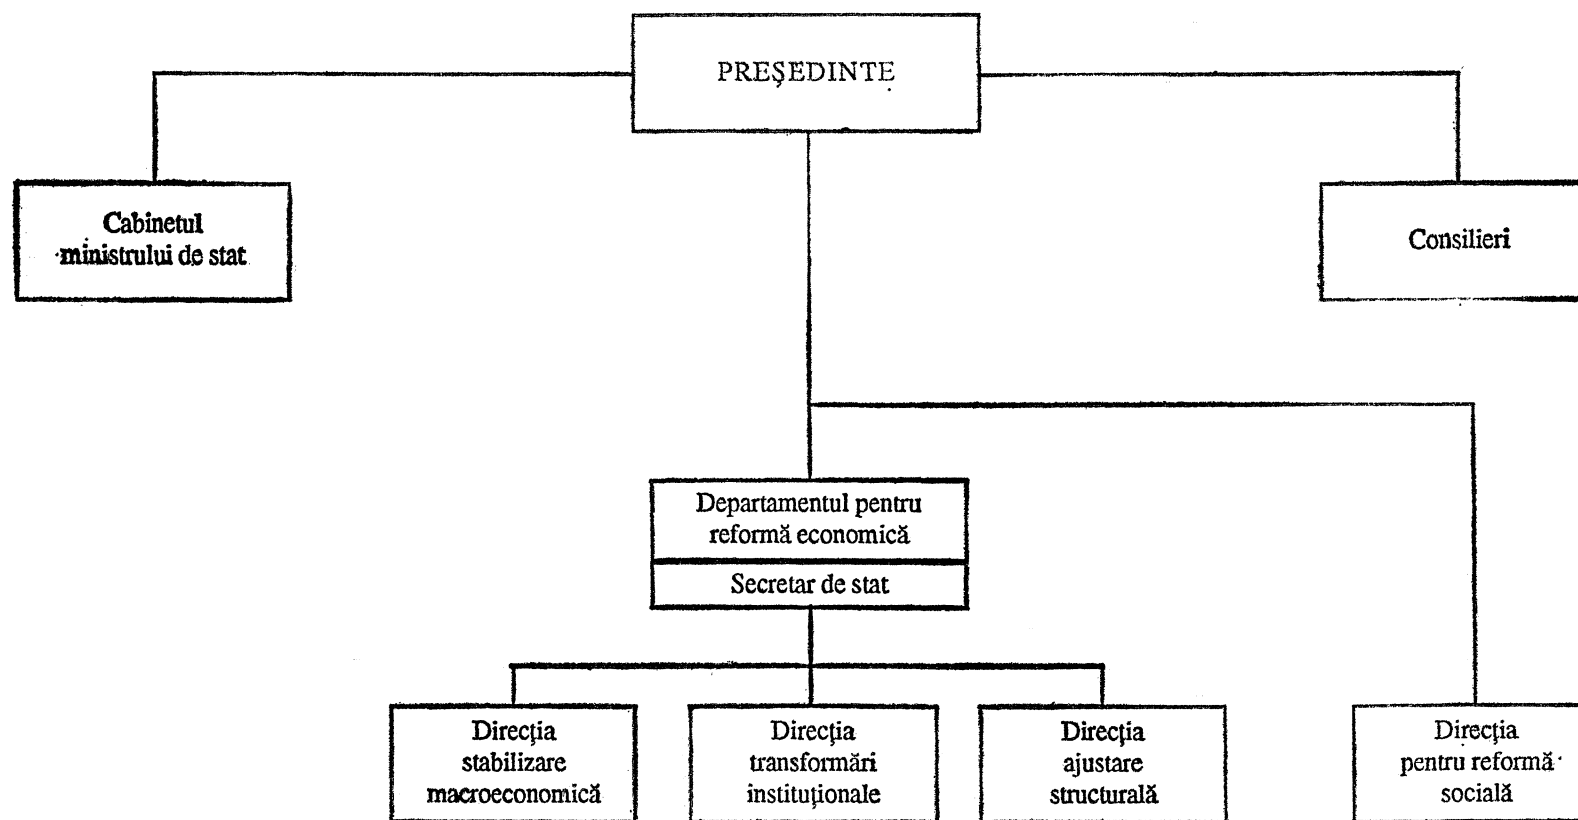 PREŞEDINTE
Cabinetul
ministrului de stat
Consilieri
Departamentul pentru
reformă economică
Secretar de stat
Direcţia
stabilizare
macroeconomică
Direcţia
transformări
instituţionale
Direcţia
ajustare
structurală
Direcţia
pentru reformă
socială